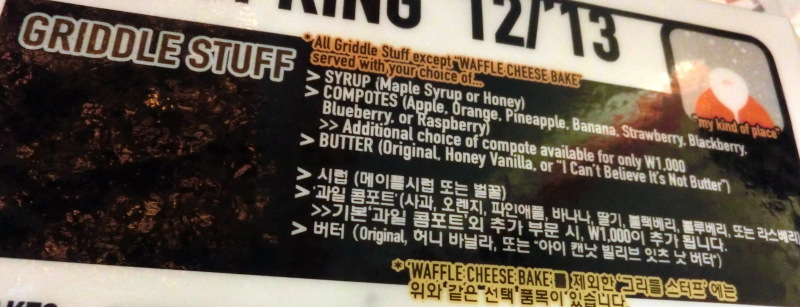 KING 12/'13
GRIDDLE STUFF
* All Griddle Stuff except "WAFFLE CHEESE BAKE"
served with your choice of...
> SYRUP (Maple Syrup or Honey)
> COMPOTES (Apple, Orange, Pineapple, Banana, Strawberry, Blackberry,
Blueberry, or Raspberry)
>> Additional choice of compote available for only ₩1,000
> BUTTER (Original, Honey Vanilla, or "I Can't Believe It's Not Butter")
"my kind of place"
> 시럽 (메이플시럽 또는 벌꿀)
> '과일 콤포트' (사과, 오렌지, 파인애플, 바나나, 딸기, 블랙베리, 블루베리, 또는 라스베리)
>>기본 '과일 콤포트'외 추가 부문 시, ₩1,000이 추가 됩니다.
> 버터 (Original, 허니 바닐라, 또는 "아이 캔낫 빌리브 잇츠 낫 버터")
* 'WAFFLE CHEESE BAKE'를 제외한 '그리들 스터프'에는
위와 같은 선택 품목이 있습니다